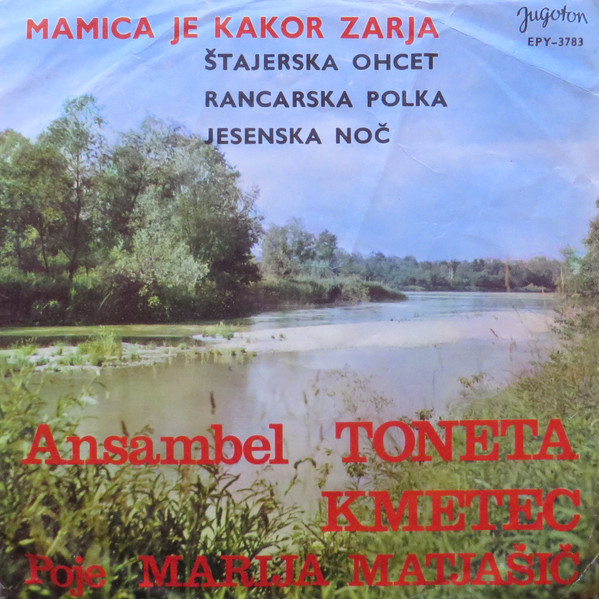 Jugoton
EPY-3783
MAMICA JE KAKOR ZARJA
ŠTAJERSKA OHCET
RANCARSKA POLKA
JESENSKA NOČ
Ansambel TONETA
KMETEC
Poje MARIJA MATJAŠIČ